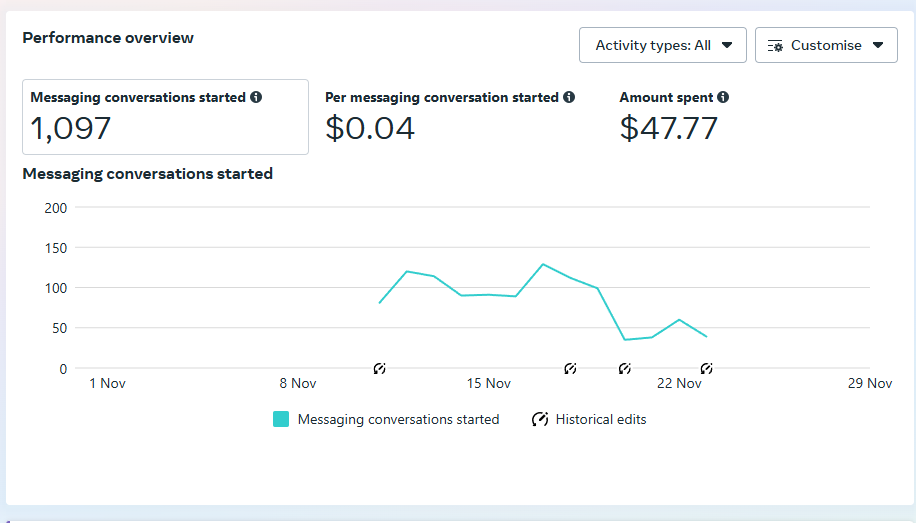 Performance overview
Activity types: All
Customise
Messaging conversations started
1,097
Per messaging conversation started
$0.04
Amount spent
$47.77
Messaging conversations started
200
150
100
50
0
1 Nov
8 Nov
15 Nov
22 Nov
29 Nov
Messaging conversations started
Historical edits